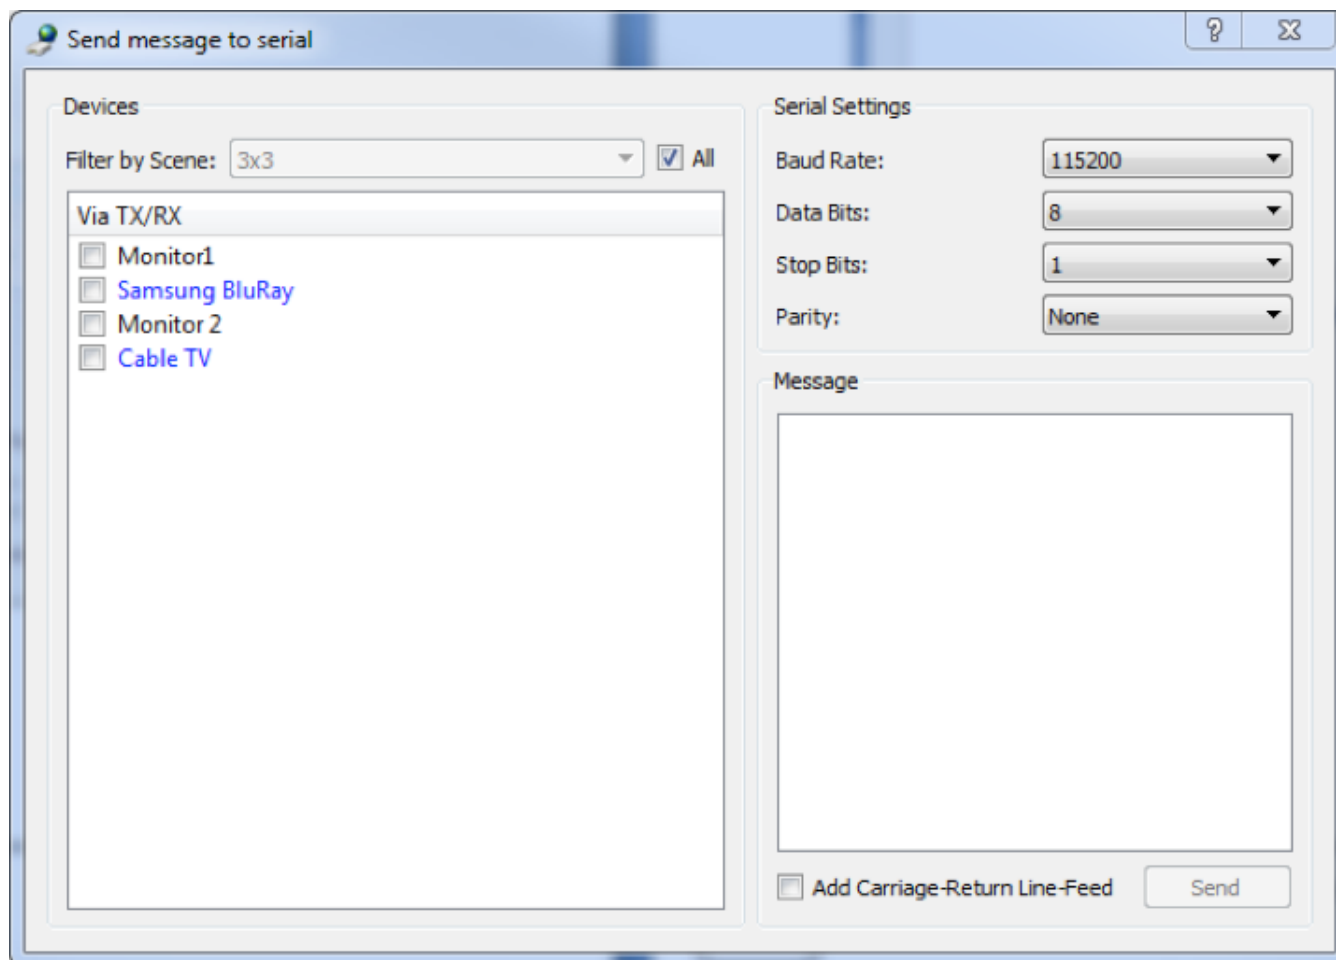 Send message to serial
Devices
Filter by Scene: 3x3 All
Via TX/RX
Monitor1
Samsung BluRay
Monitor 2
Cable TV
Serial Settings
Baud Rate: 115200
Data Bits: 8
Stop Bits: 1
Parity: None
Message
Add Carriage-Return Line-Feed Send